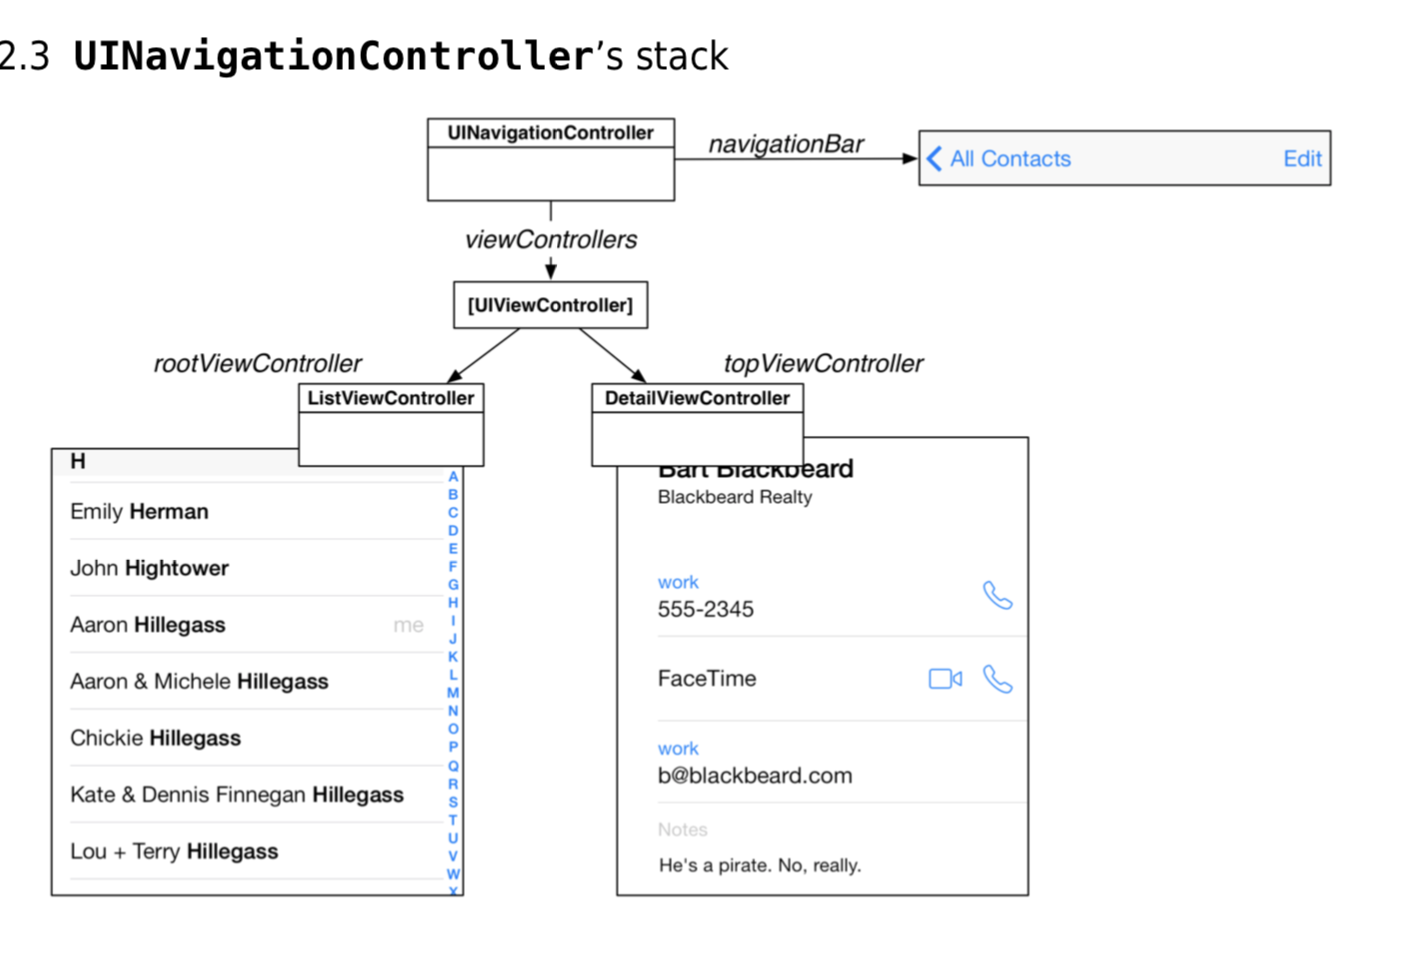 2.3 UINavigationController’s stack
UINavigationController
navigationBar
All Contacts
Edit
viewControllers
[UIViewController]
rootViewController
topViewController
ListViewController
DetailViewController
H
Emily Herman
John Hightower
Aaron Hillegass me
Aaron & Michele Hillegass
Chickie Hillegass
Kate & Dennis Finnegan Hillegass
Lou + Terry Hillegass
A
B
C
D
E
F
G
H
I
J
K
L
M
N
O
P
Q
R
S
T
U
V
W
X
Bart Blackbeard
Blackbeard Realty
work
555-2345
FaceTime
work
b@blackbeard.com
Notes
He's a pirate. No, really.